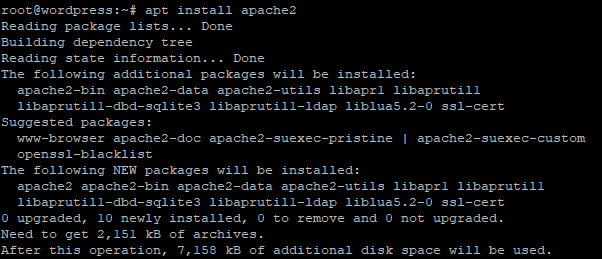 root@wordpress:~# apt install apache2
Reading package lists... Done
Building dependency tree
Reading state information... Done
The following additional packages will be installed:
  apache2-bin apache2-data apache2-utils libapr1 libaprutil1
  libaprutil1-dbd-sqlite3 libaprutil1-ldap liblua5.2-0 ssl-cert
Suggested packages:
  www-browser apache2-doc apache2-suexec-pristine | apache2-suexec-custom
  openssl-blacklist
The following NEW packages will be installed:
  apache2 apache2-bin apache2-data apache2-utils libapr1 libaprutil1
  libaprutil1-dbd-sqlite3 libaprutil1-ldap liblua5.2-0 ssl-cert
0 upgraded, 10 newly installed, 0 to remove and 0 not upgraded.
Need to get 2,151 kB of archives.
After this operation, 7,158 kB of additional disk space will be used.